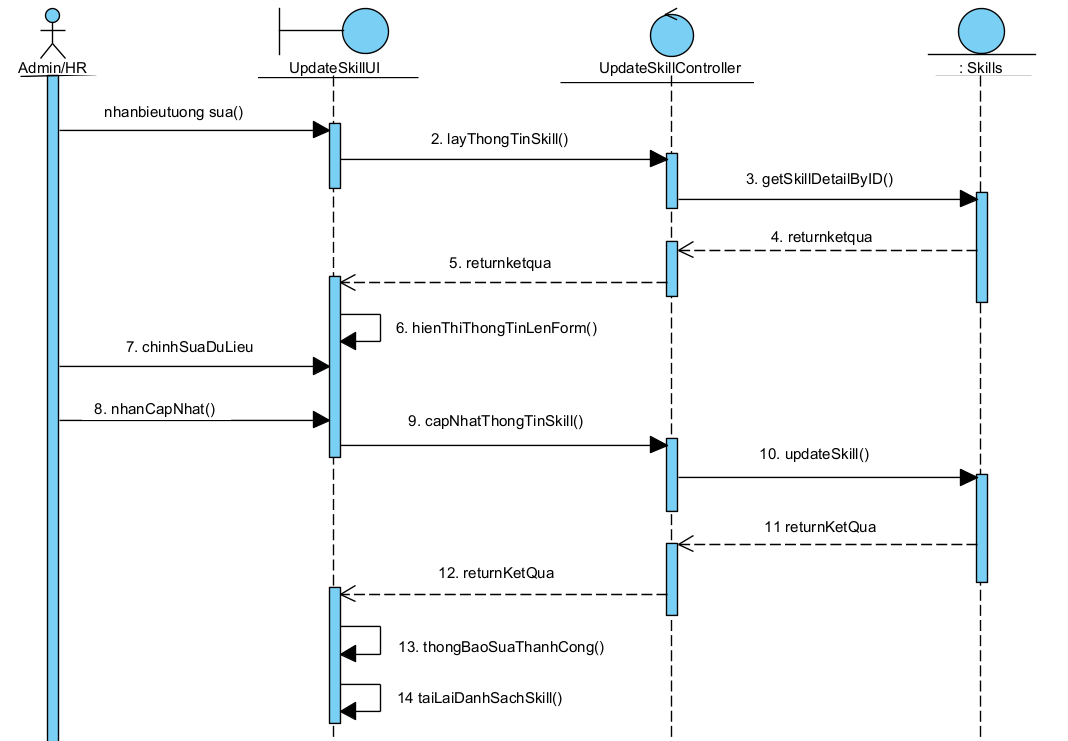 Admin/HR
UpdateSkillUI
UpdateSkillController
: Skills
nhanbieutuong sua()
2. layThongTinSkill()
3. getSkillDetailByID()
4. returnketqua
5. returnketqua
6. hienThiThongTinLenForm()
7. chinhSuaDuLieu
8. nhanCapNhat()
9. capNhatThongTinSkill()
10. updateSkill()
11 returnKetQua
12. returnKetQua
13. thongBaoSuaThanhCong()
14 taiLaiDanhSachSkill()